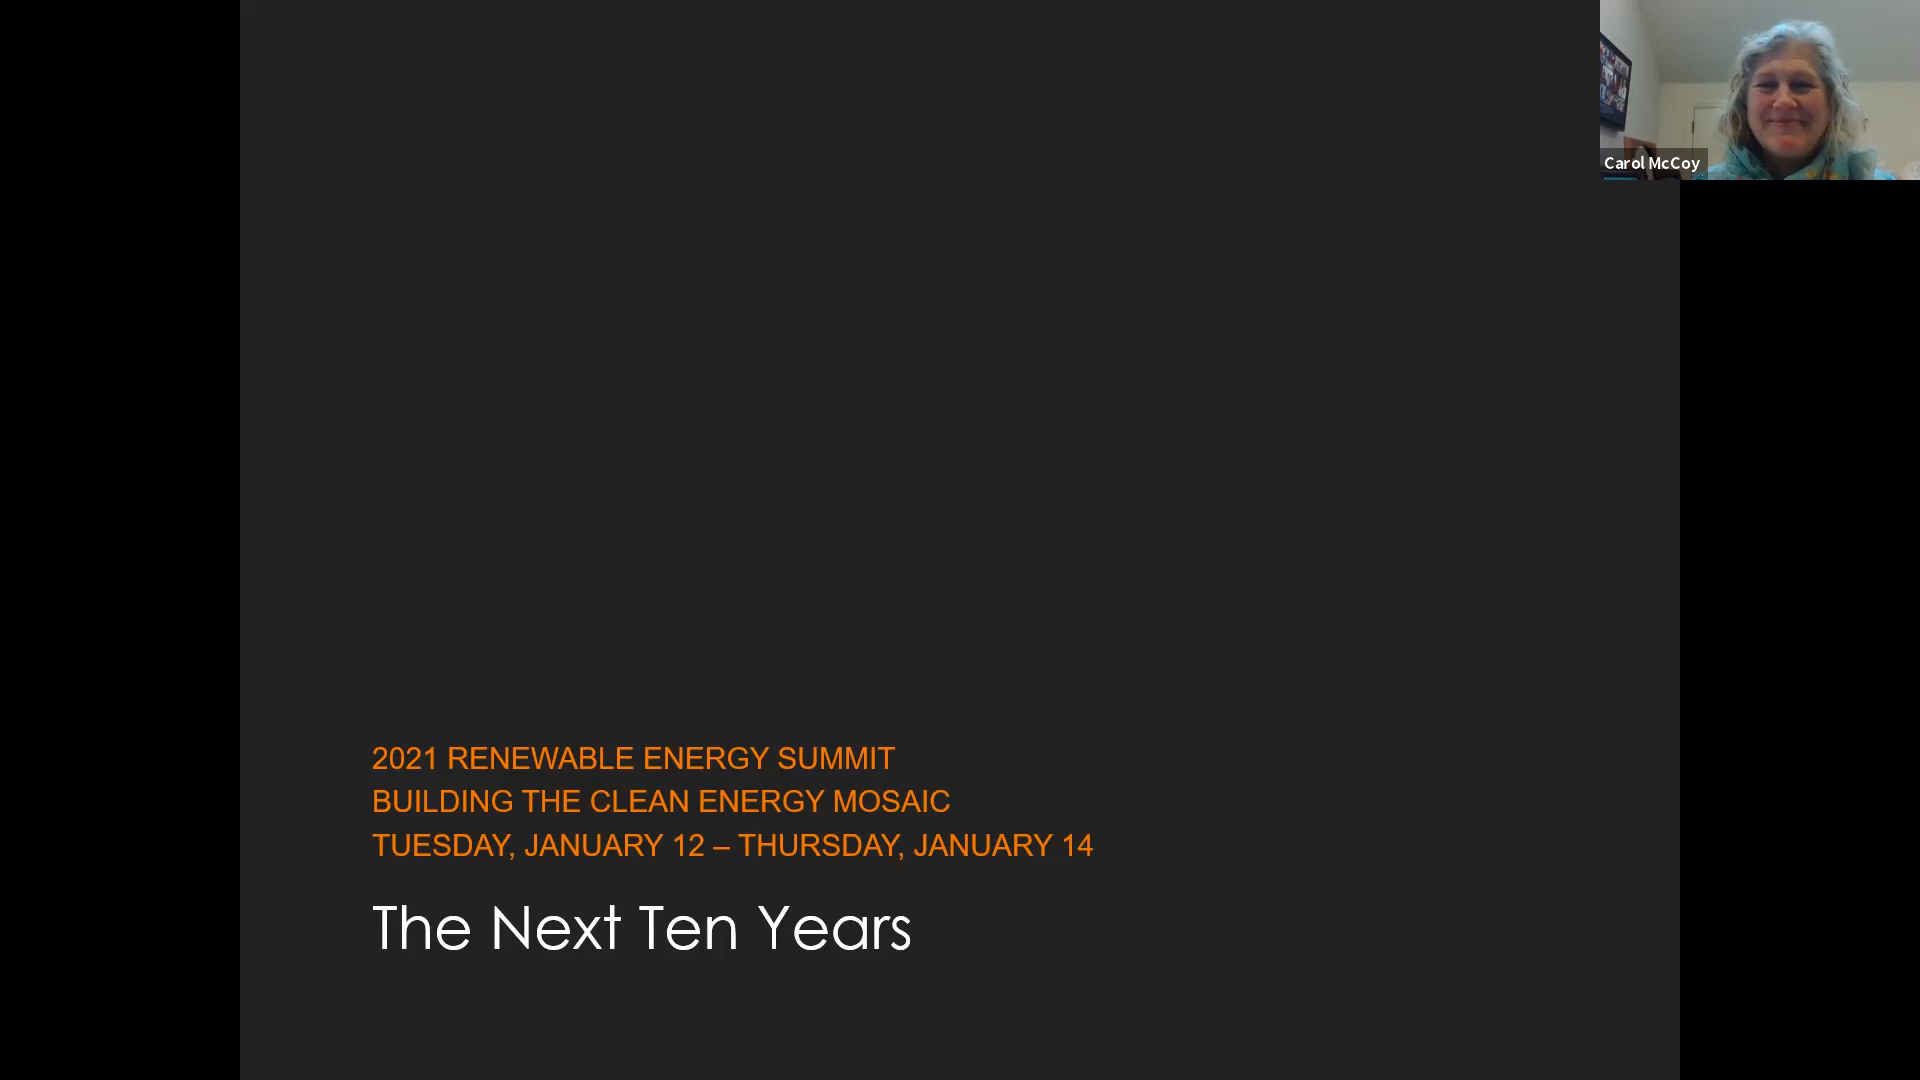 Carol McCoy
2021 RENEWABLE ENERGY SUMMIT
BUILDING THE CLEAN ENERGY MOSAIC
TUESDAY, JANUARY 12 – THURSDAY, JANUARY 14
The Next Ten Years